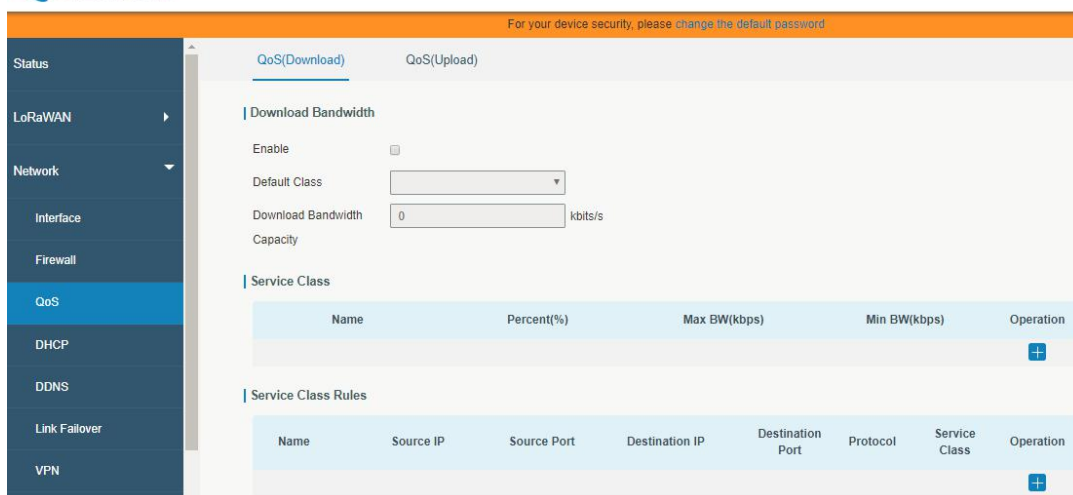 For your device security, please change the default password
Status
LoRaWAN
Network
Interface
Firewall
QoS
DHCP
DDNS
Link Failover
VPN
QoS(Download) QoS(Upload)
Download Bandwidth
Enable
Default Class
Download Bandwidth Capacity 0 kbits/s
Service Class
Name Percent(%) Max BW(kbps) Min BW(kbps) Operation
Service Class Rules
Name Source IP Source Port Destination IP Destination Port Protocol Service Class Operation